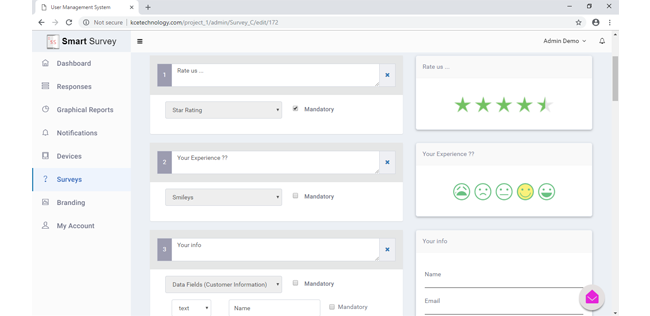 User Management System
Not secure | kcetechnology.com/project_1/admin/Survey_C/edit/172
Smart Survey
Admin Demo
Dashboard
Responses
Graphical Reports
Notifications
Devices
Surveys
Branding
My Account
1
Rate us ...
Star Rating
Mandatory
2
Your Experience ??
Smileys
Mandatory
3
Your info
Data Fields (Customer Information)
Mandatory
text
Name
Mandatory
Rate us ...
Your Experience ??
Your info
Name
Email